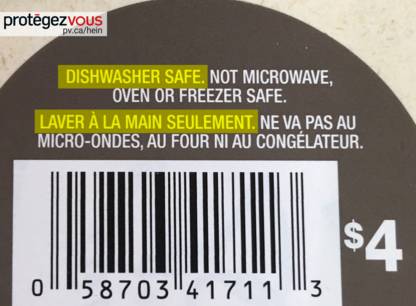 protégezvous
pv.ca/hein
DISHWASHER SAFE. NOT MICROWAVE,
OVEN OR FREEZER SAFE.
LAVER À LA MAIN SEULEMENT. NE VA PAS AU
MICRO-ONDES, AU FOUR NI AU CONGÉLATEUR.
$4
0 58703 41711 3